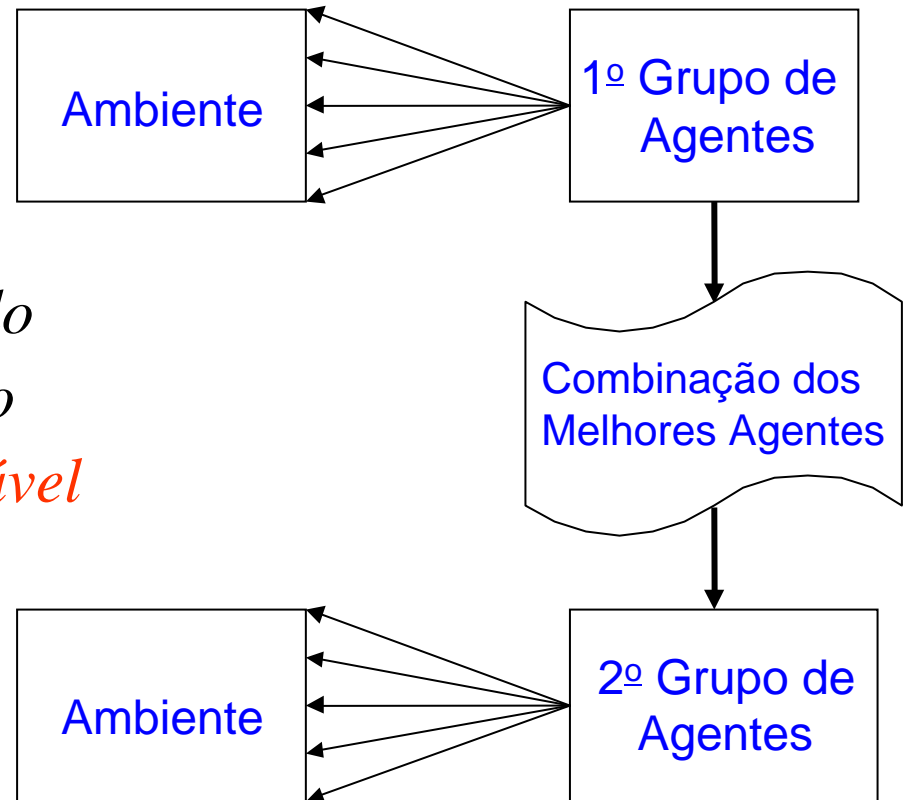 Ambiente
1º Grupo de
Agentes
Combinação dos
Melhores Agentes
Ambiente
2º Grupo de
Agentes